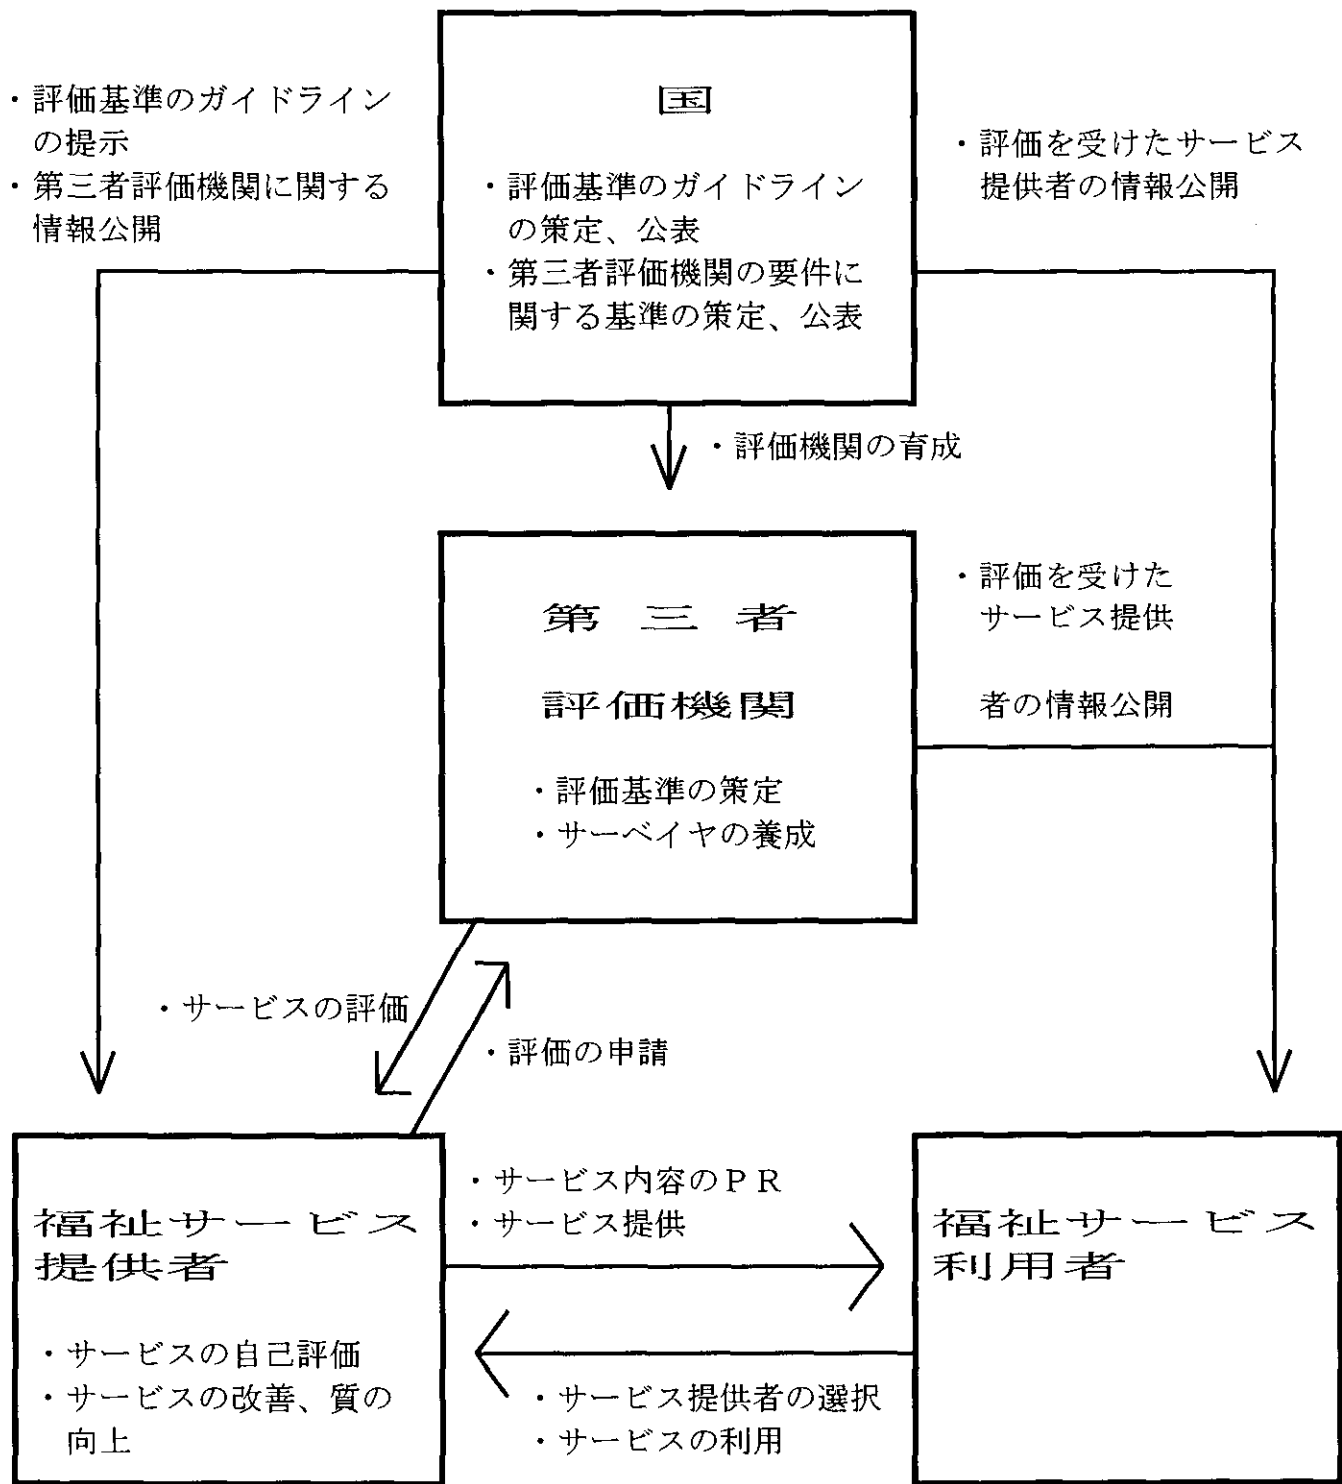 ・評価基準のガイドライン
の提示
・第三者評価機関に関する
情報公開
国
・評価基準のガイドライン
の策定、公表
・第三者評価機関の要件に
関する基準の策定、公表
・評価を受けたサービス
提供者の情報公開
・評価機関の育成
第三者
評価機関
・評価基準の策定
・サーベイヤの養成
・評価を受けた
サービス提供
者の情報公開
・サービスの評価
・評価の申請
福祉サービス
提供者
・サービスの自己評価
・サービスの改善、質の
向上
・サービス内容のPR
・サービス提供
・サービス提供者の選択
・サービスの利用
福祉サービス
利用者